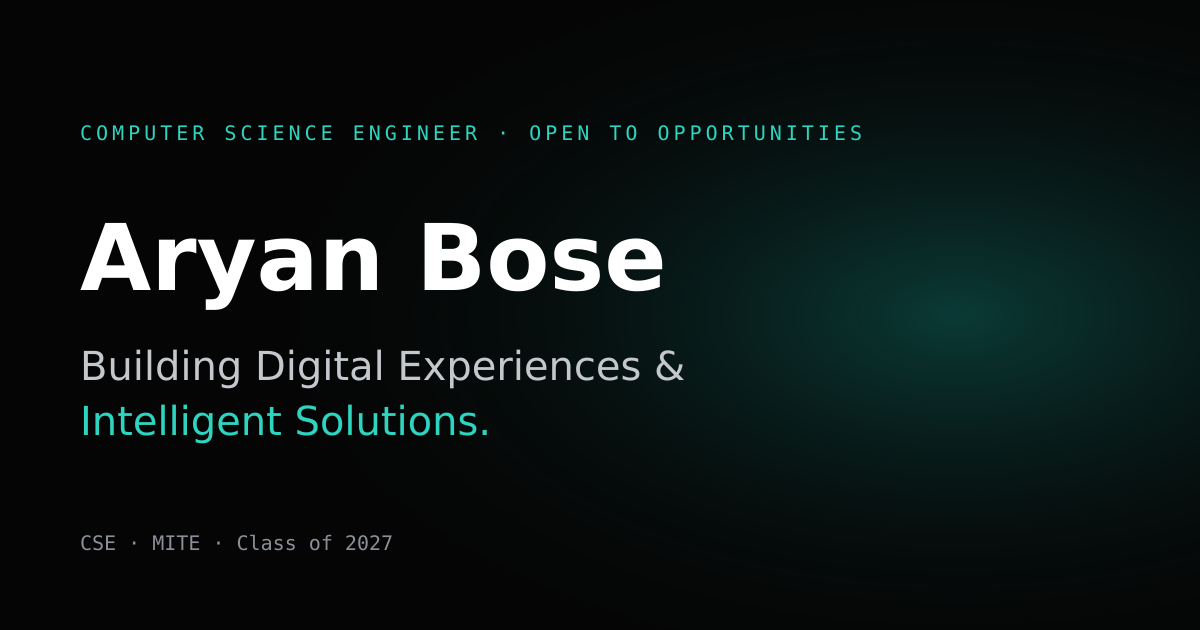 COMPUTER SCIENCE ENGINEER · OPEN TO OPPORTUNITIES
Aryan Bose
Building Digital Experiences &
Intelligent Solutions.
CSE · MITE · Class of 2027